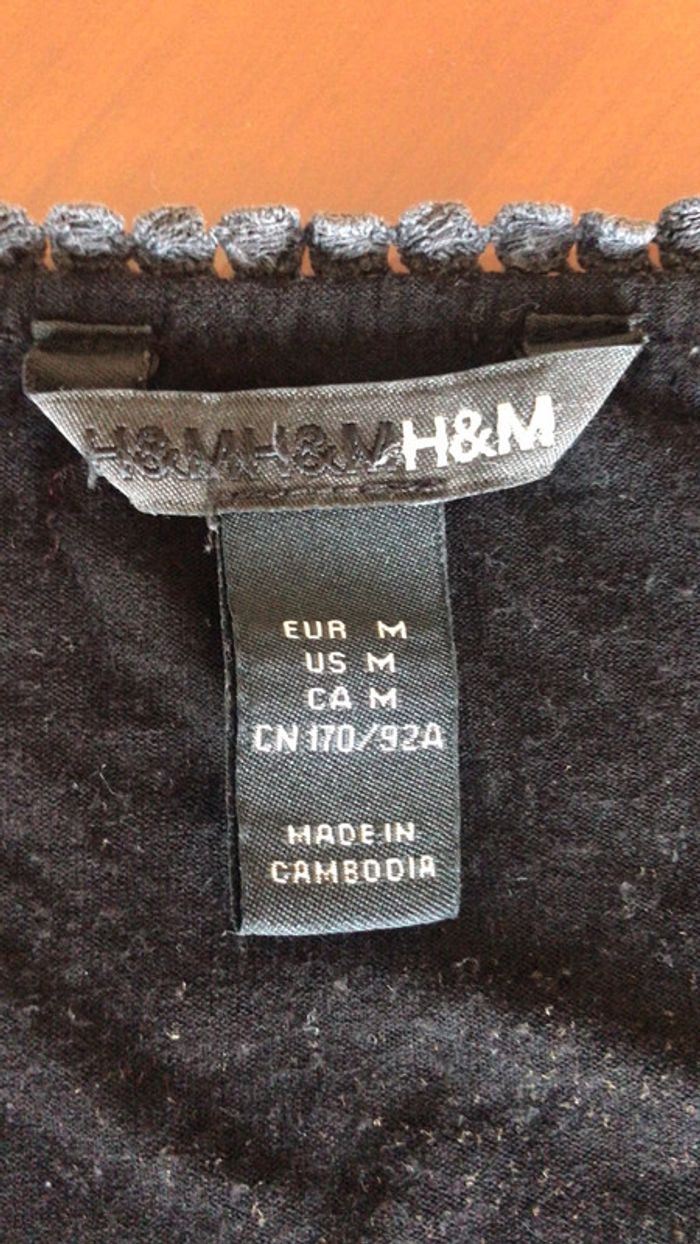 H&MH&MH&M
EUR M
US M
CA M
CN 170/92A
MADE IN
CAMBODIA